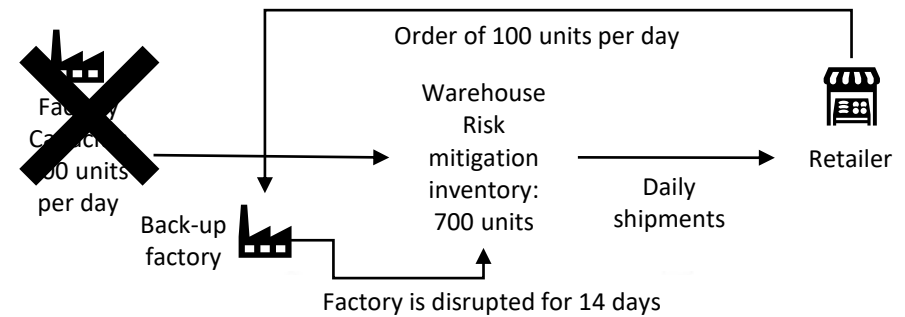 Order of 100 units per day
Warehouse
Risk
mitigation
inventory:
700 units
Retailer
Daily
shipments
units
per day
Back-up
factory
Factory is disrupted for 14 days